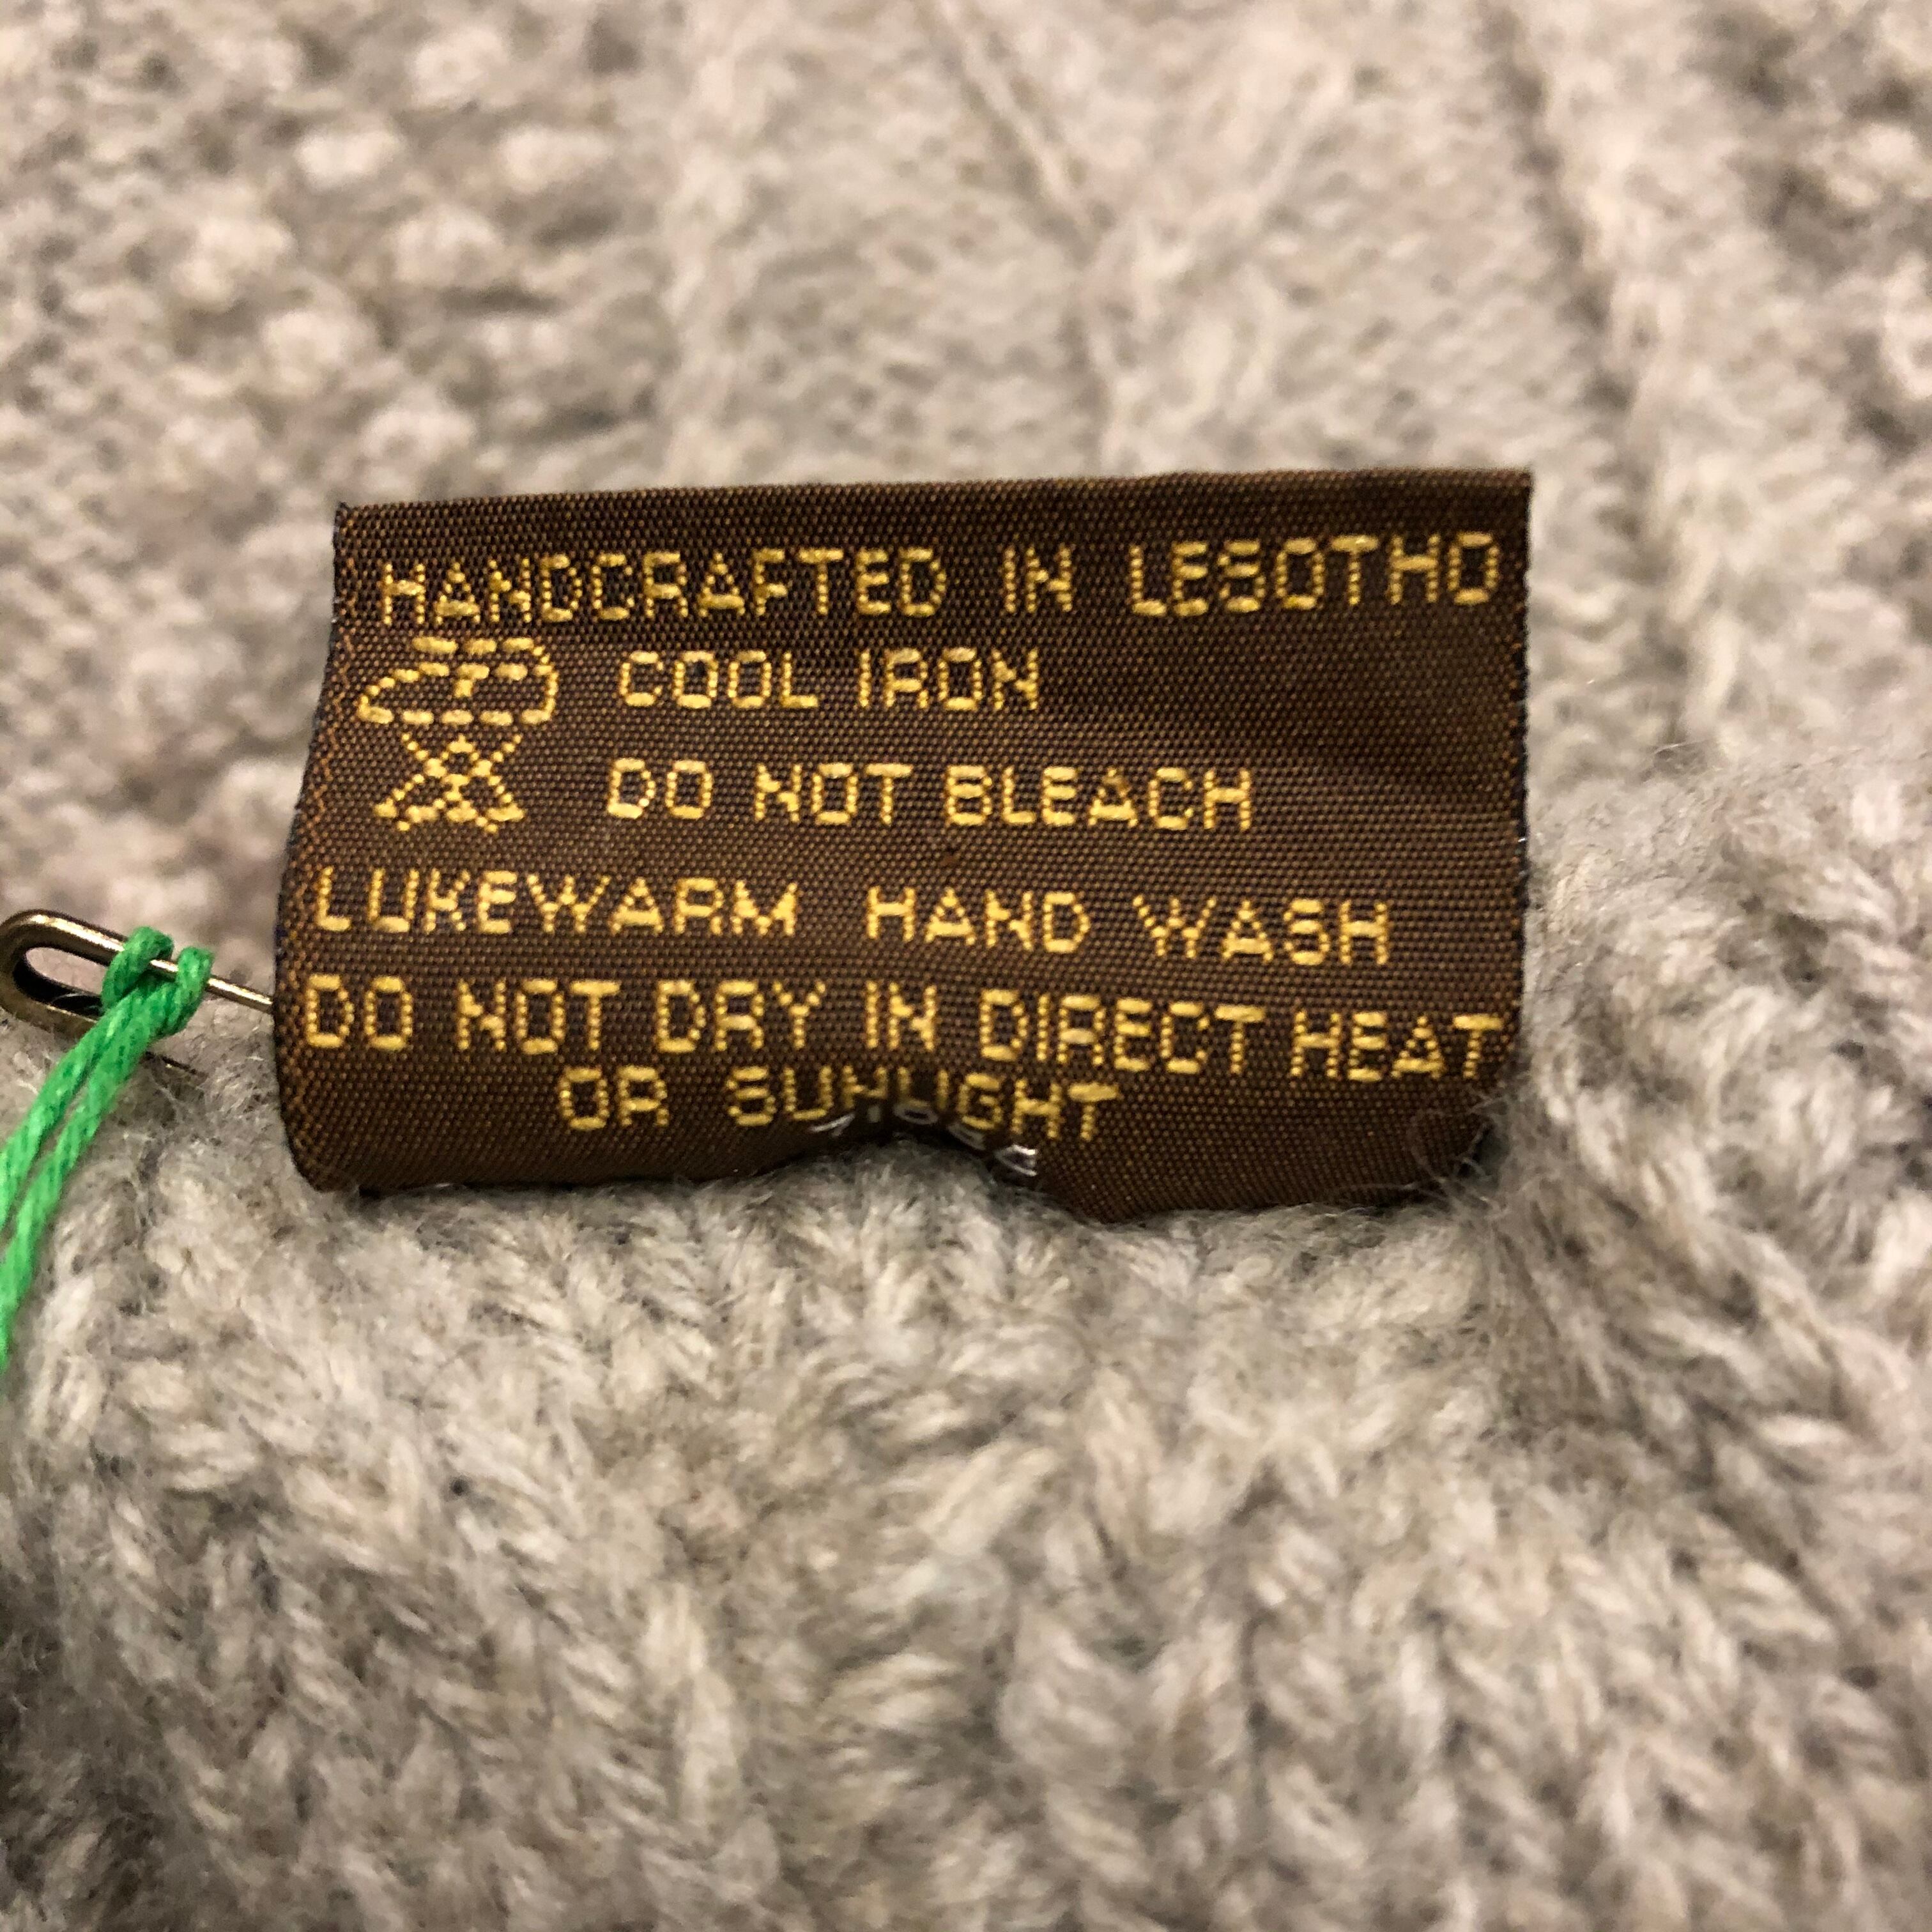 HANDCRAFTED IN LESOTHO
COOL IRON
DO NOT BLEACH
LUKEWARM HAND WASH
DO NOT DRY IN DIRECT HEAT
OR SUNLIGHT